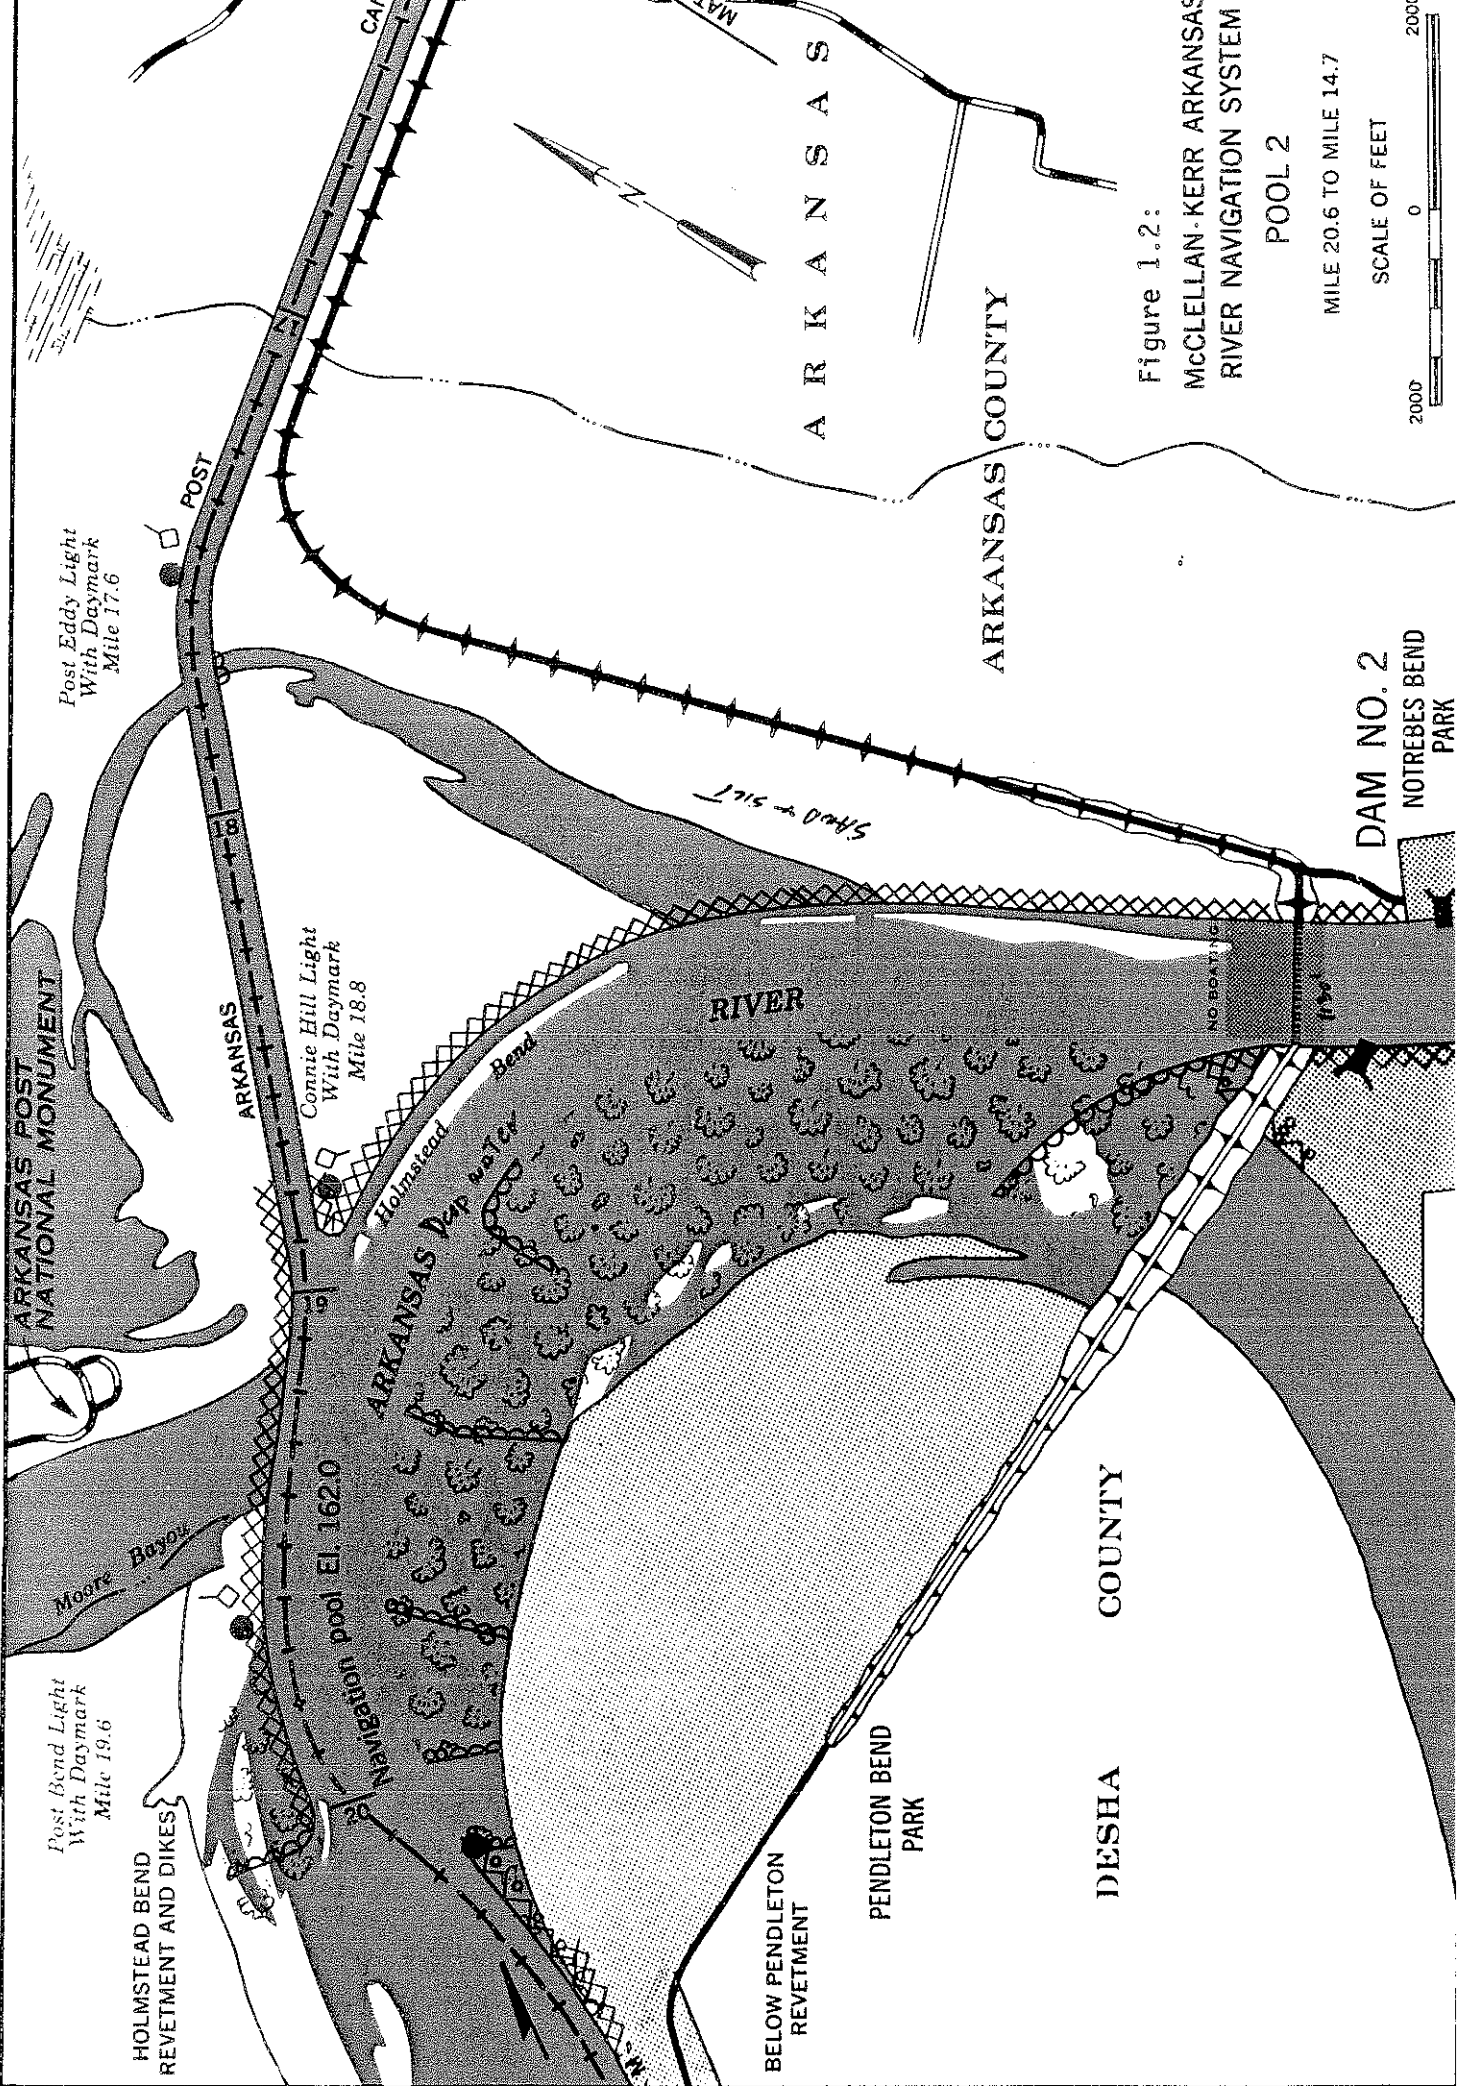 ARKANSAS POST
NATIONAL MONUMENT
Moore Bayou
Post Bend Light
With Daymark
Mile 19.6
HOLMSTEAD BEND
REVETMENT AND DIKES
Post Eddy Light
With Daymark
Mile 17.6
Connie Hill Light
With Daymark
Mile 18.8
ARKANSAS
POST
17
18
19
20
Navigation pool El. 162.0
Holmstead
Bend
ARKANSAS
Deep water
RIVER
Sand & silt
NO BOATING
N
ARKANSAS
ARKANSAS COUNTY
BELOW PENDLETON
REVETMENT
PENDLETON BEND
PARK
DESHA
COUNTY
DAM NO. 2
NOTREBES BEND
PARK
Figure 1.2:
McCLELLAN-KERR ARKANSAS
RIVER NAVIGATION SYSTEM
POOL 2
MILE 20.6 TO MILE 14.7
SCALE OF FEET
2000
0
2000